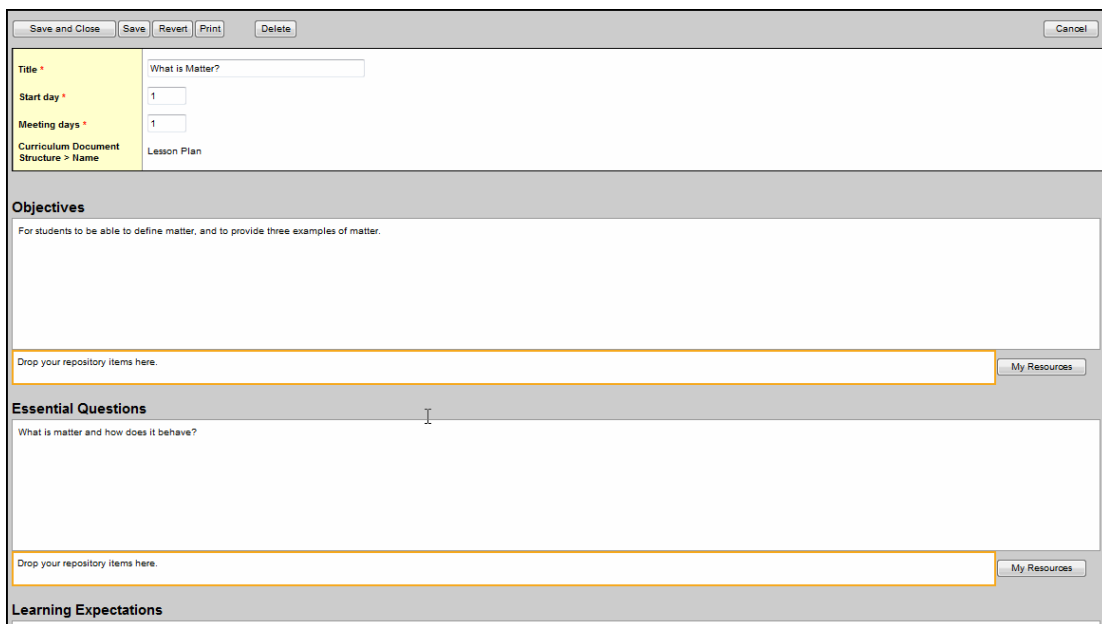 Save and Close Save Revert Print Delete Cancel
Title * What is Matter?
Start day * 1
Meeting days * 1
Curriculum Document
Structure > Name Lesson Plan
Objectives
For students to be able to define matter, and to provide three examples of matter.
Drop your repository items here.
My Resources
Essential Questions
What is matter and how does it behave?
Drop your repository items here.
My Resources
Learning Expectations